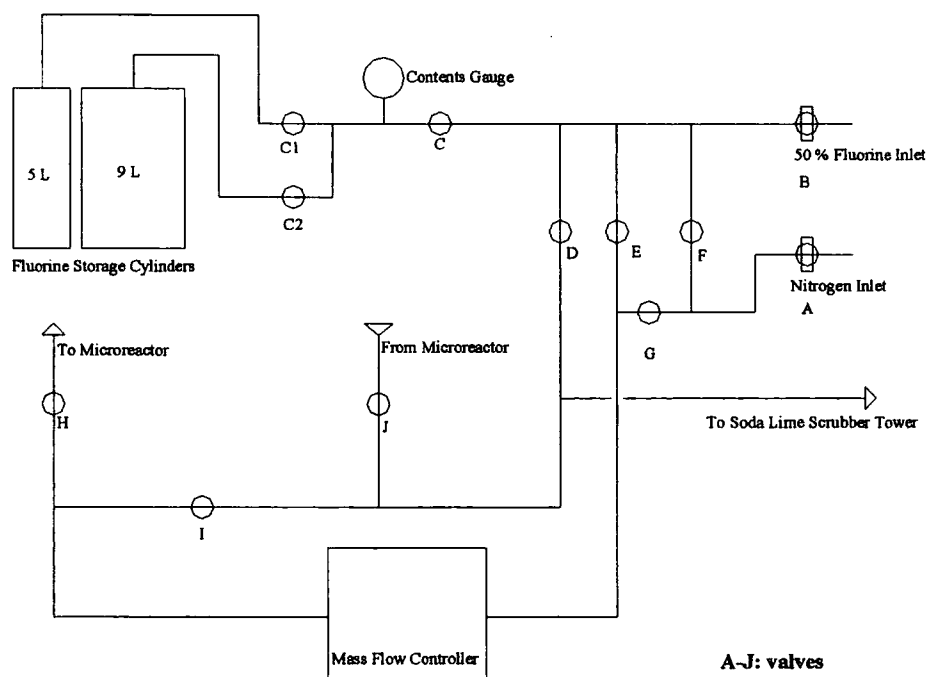 Contents Gauge
C1
C
50 % Fluorine Inlet
B
5 L
9 L
C2
D
E
F
Fluorine Storage Cylinders
Nitrogen Inlet
A
G
To Microreactor
From Microreactor
H
J
To Soda Lime Scrubber Tower
I
Mass Flow Controller
A-J: valves